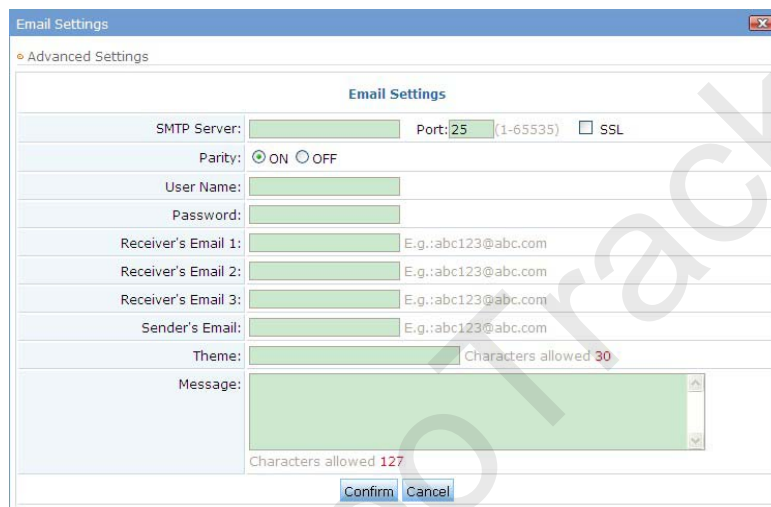 Email Settings
Advanced Settings
Email Settings
SMTP Server: Port: 25 (1-65535) SSL
Parity: ON OFF
User Name:
Password:
Receiver's Email 1: E.g.:abc123@abc.com
Receiver's Email 2: E.g.:abc123@abc.com
Receiver's Email 3: E.g.:abc123@abc.com
Sender's Email: E.g.:abc123@abc.com
Theme: Characters allowed 30
Message:
Characters allowed 127
Confirm Cancel